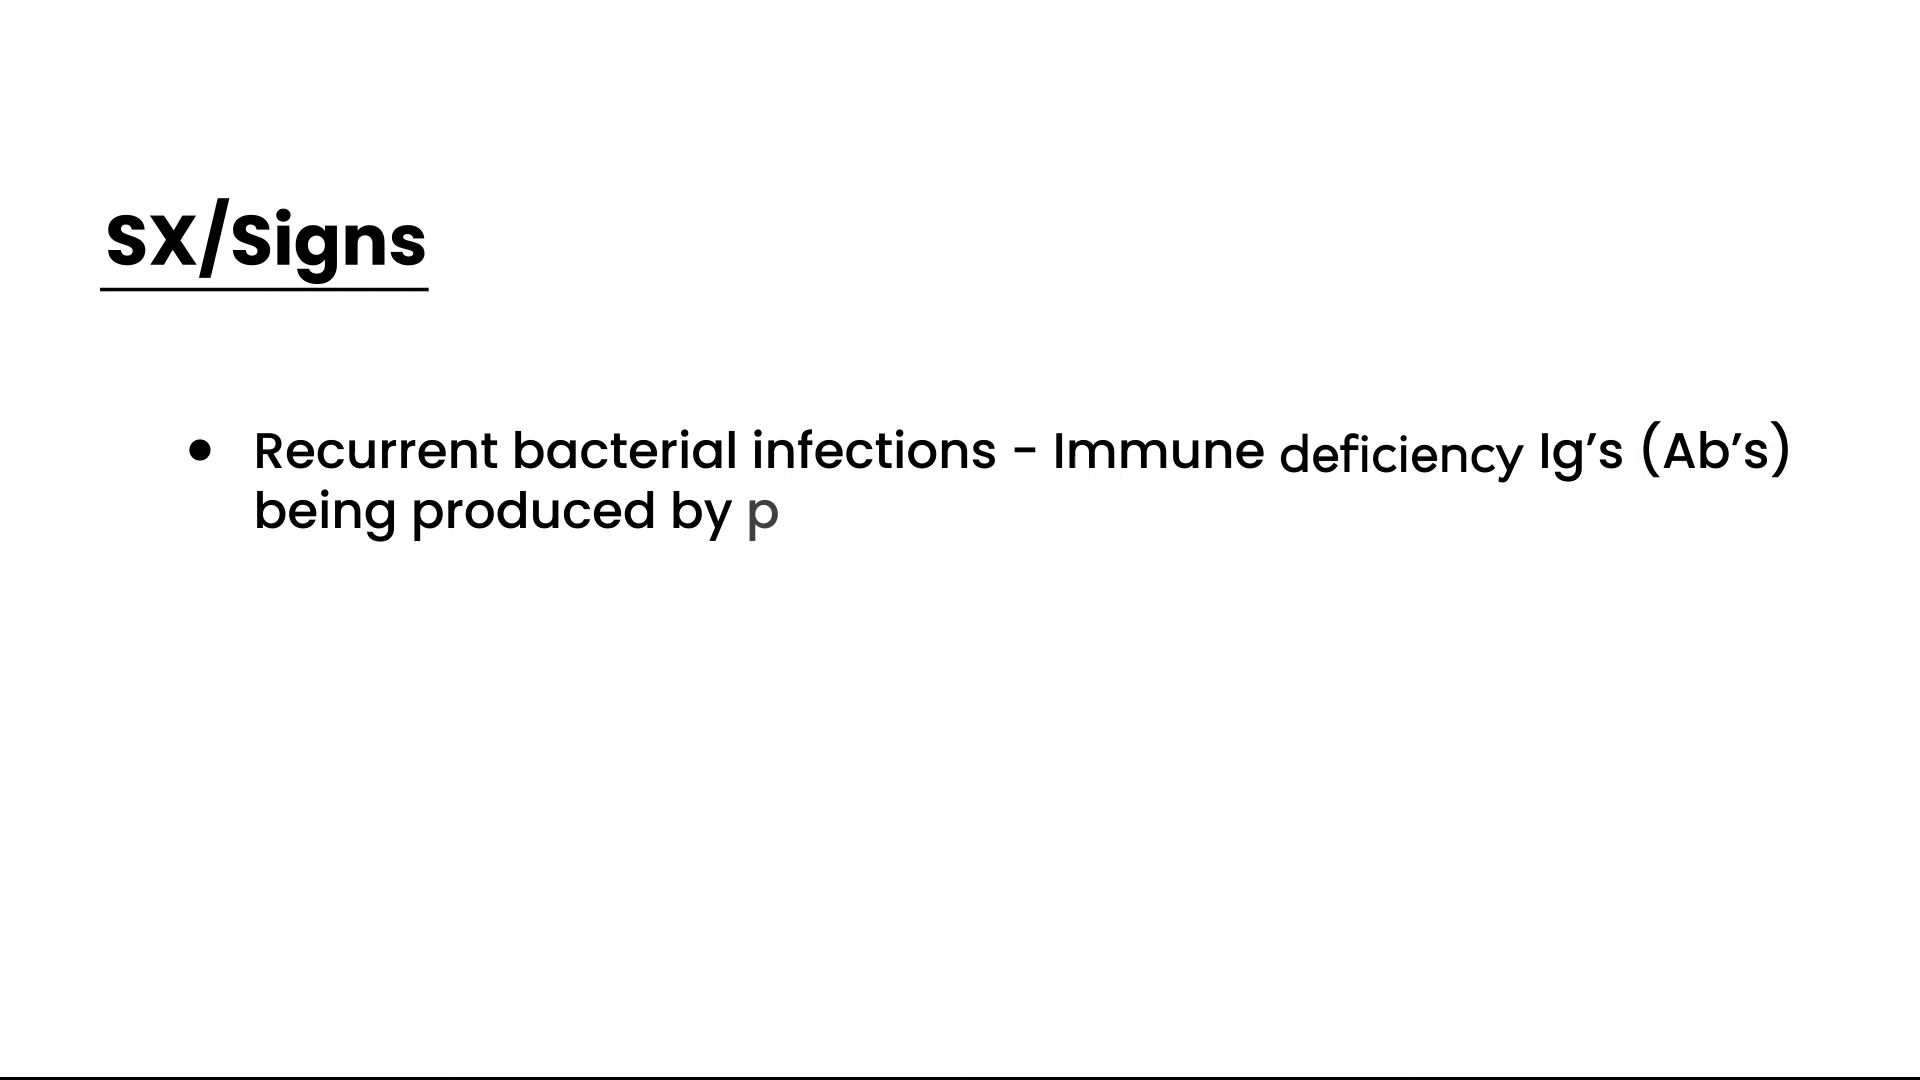 SX/Signs
• Recurrent bacterial infections - Immune deficiency Ig’s (Ab’s)
being produced by p